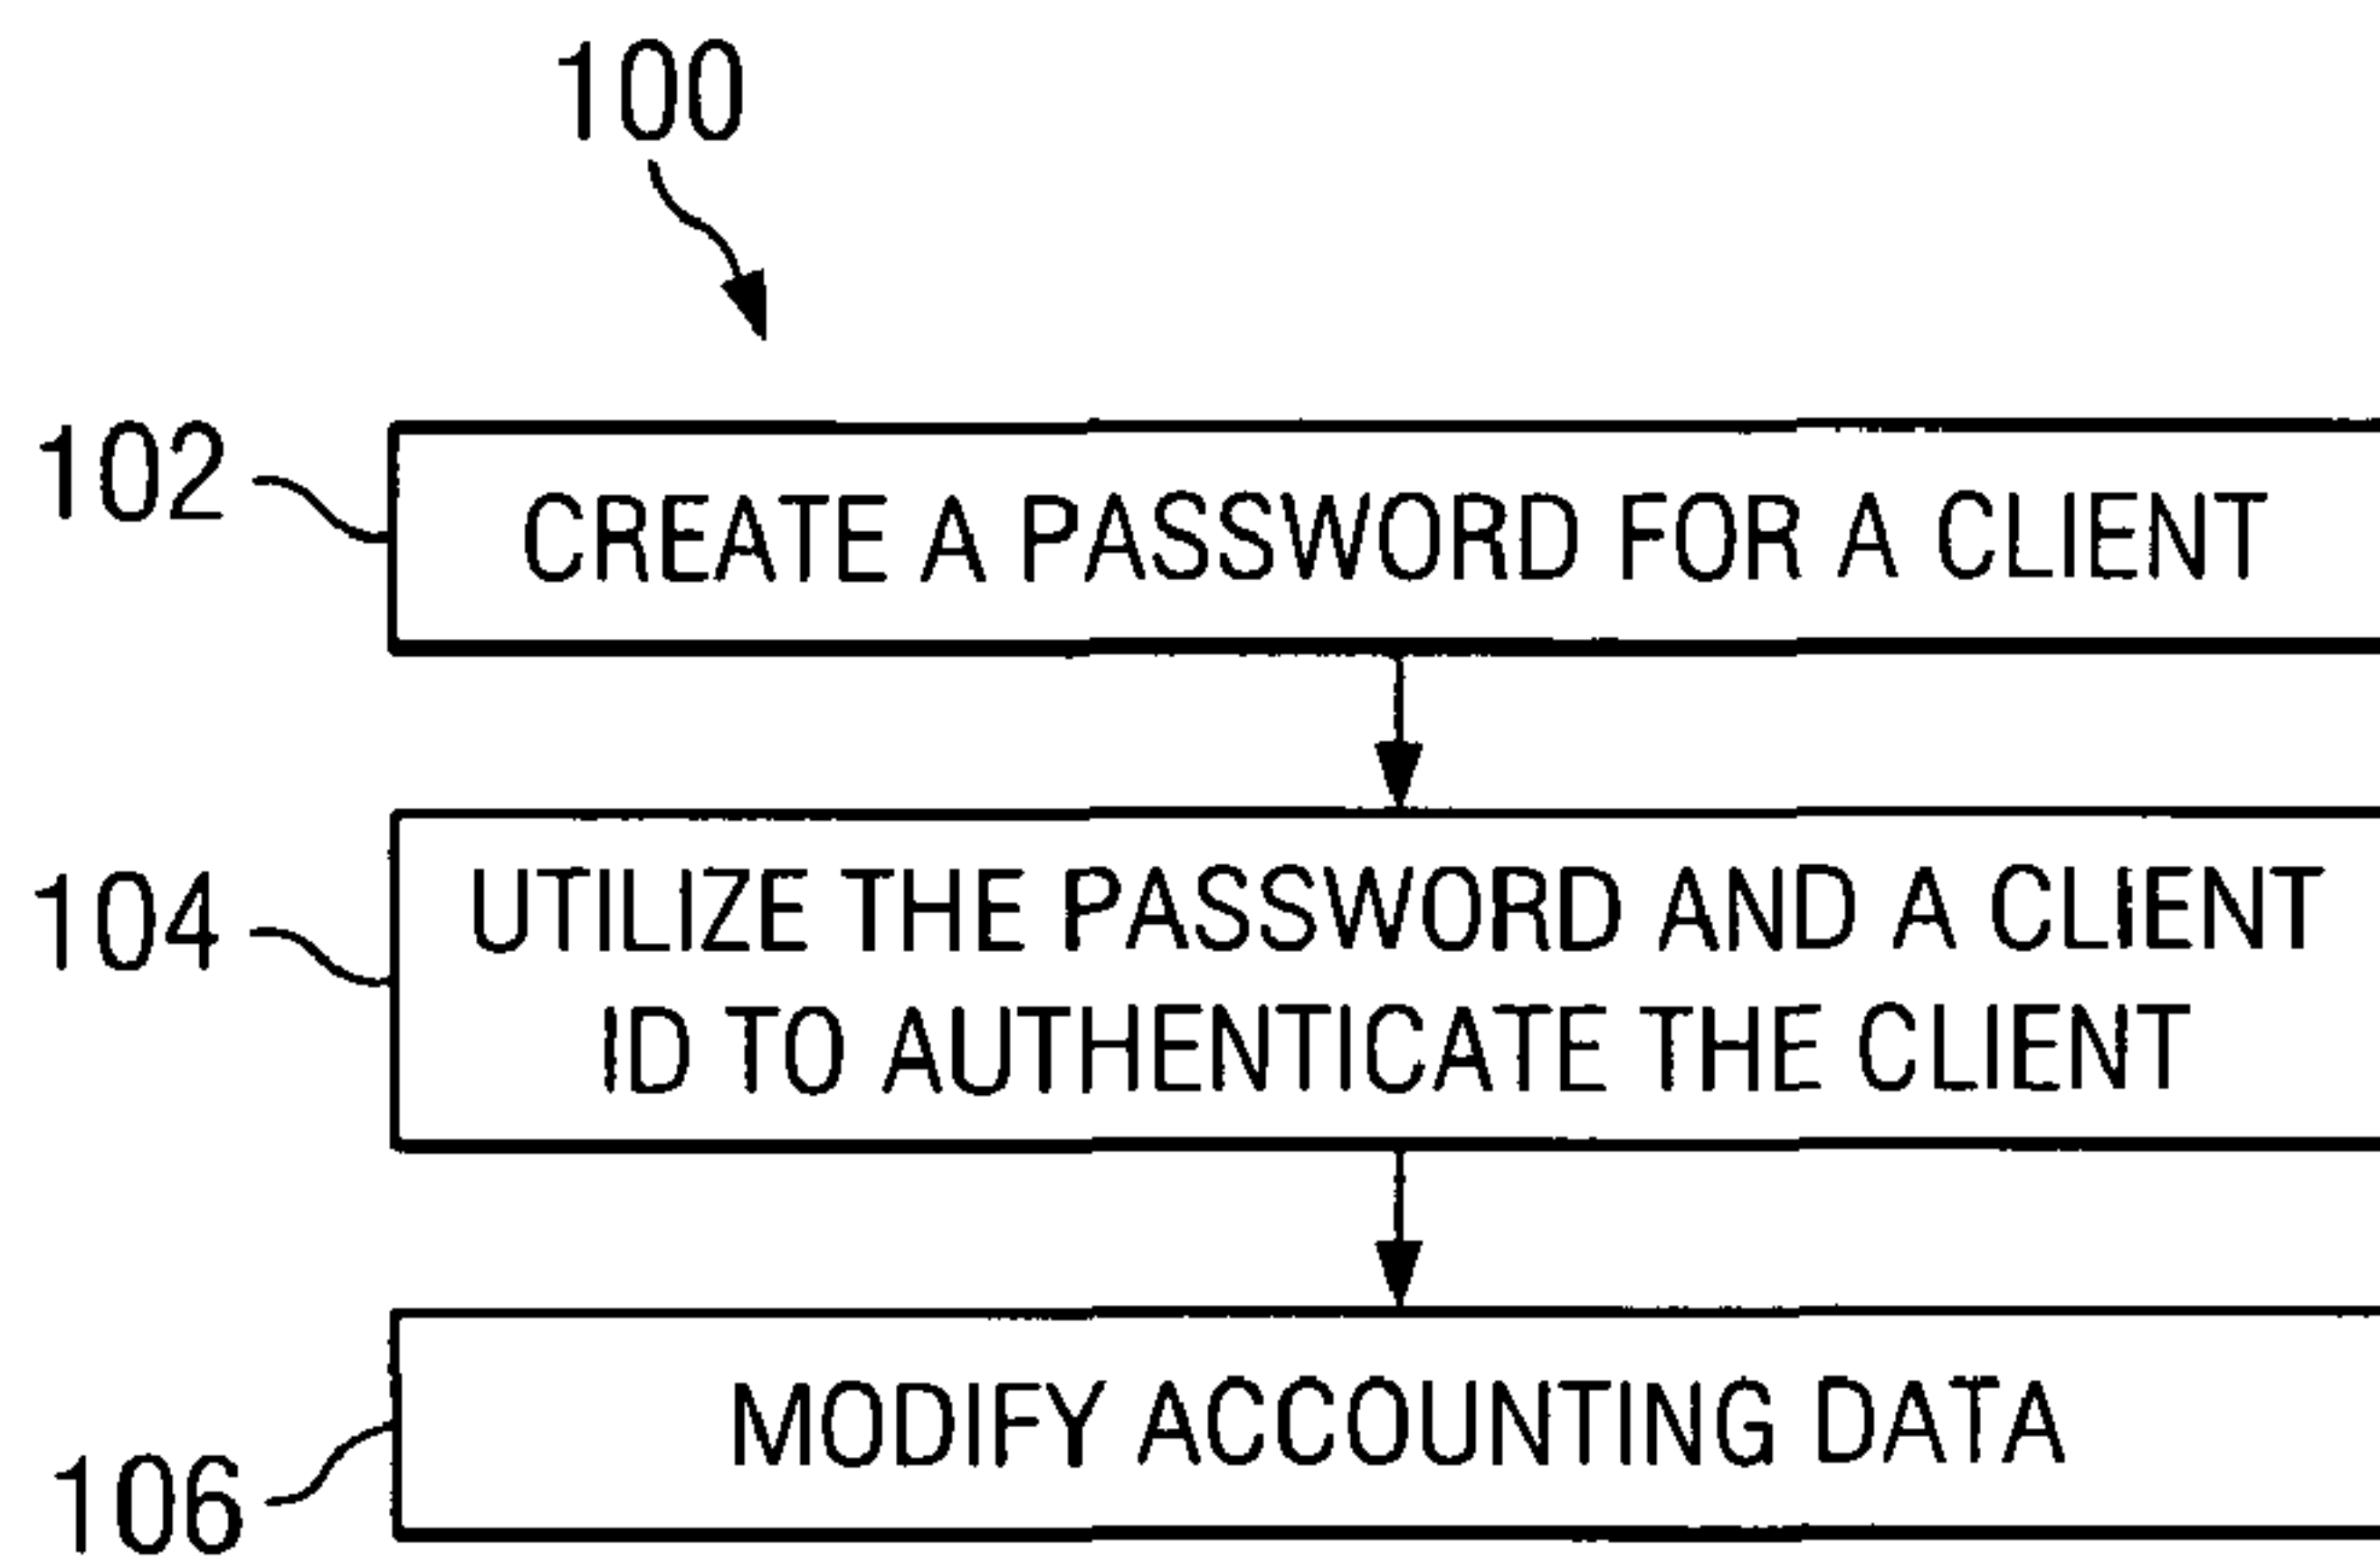 100
102
CREATE A PASSWORD FOR A CLIENT
104
UTILIZE THE PASSWORD AND A CLIENT
ID TO AUTHENTICATE THE CLIENT
106
MODIFY ACCOUNTING DATA